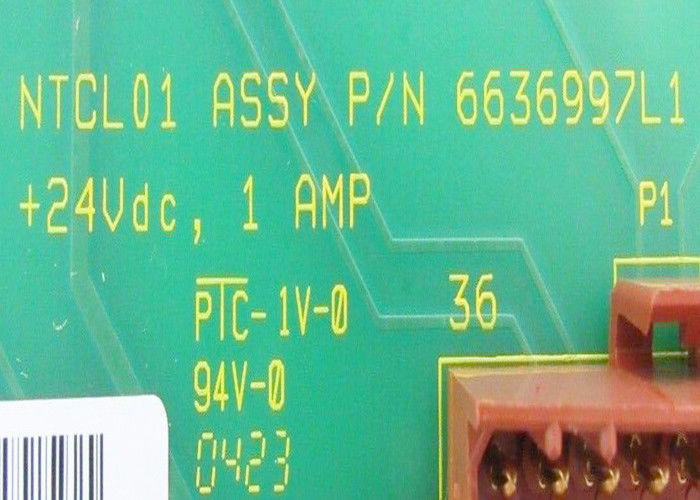 NTCL01 ASSY P/N 6636997L1
+24Vdc, 1 AMP
P1
PTC-1V-0
36
94V-0
0423